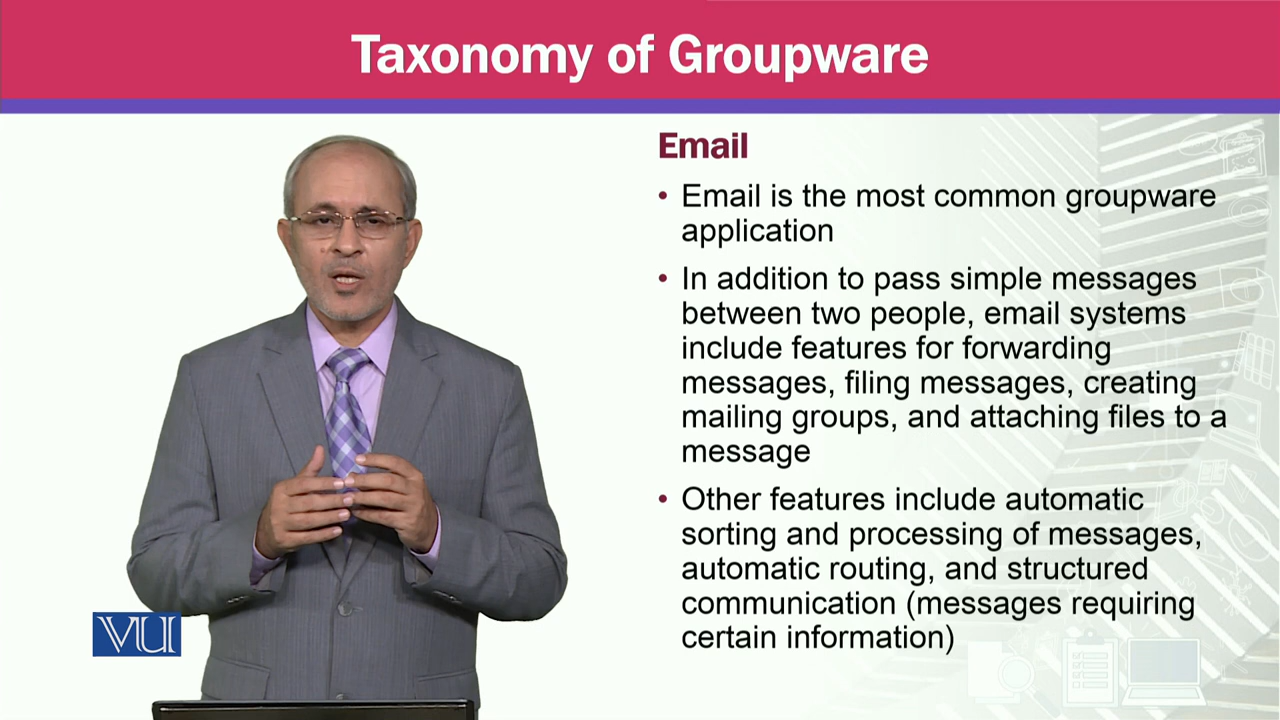 Taxonomy of Groupware
Email
• Email is the most common groupware
application
• In addition to pass simple messages
between two people, email systems
include features for forwarding
messages, filing messages, creating
mailing groups, and attaching files to a
message
• Other features include automatic
sorting and processing of messages,
automatic routing, and structured
communication (messages requiring
certain information)
VU